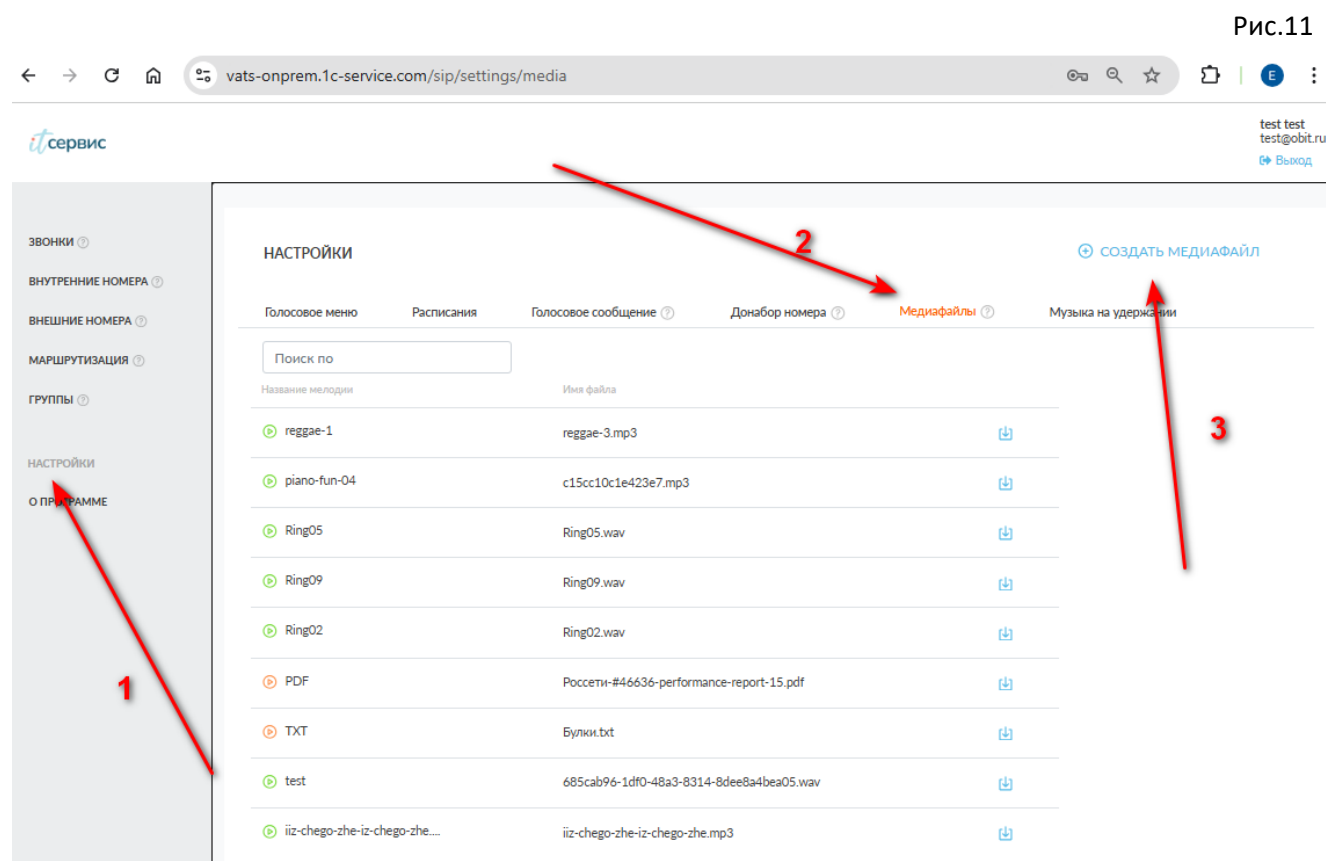 Рис.11
vats-onprem.1c-service.com/sip/settings/media
E
itсервис
test test
test@obit.ru
Выход
ЗВОНКИ
ВНУТРЕННИЕ НОМЕРА
ВНЕШНИЕ НОМЕРА
МАРШРУТИЗАЦИЯ
ГРУППЫ
НАСТРОЙКИ
О ПРОГРАММЕ
1
НАСТРОЙКИ
2
СОЗДАТЬ МЕДИАФАЙЛ
Голосовое меню Расписания Голосовое сообщение Донабор номера Медиафайлы Музыка на удержании
Поиск по
Название мелодии Имя файла
reggae-1 reggae-3.mp3
3
piano-fun-04 c15cc10c1e423e7.mp3
Ring05 Ring05.wav
Ring09 Ring09.wav
Ring02 Ring02.wav
PDF Россети-#46636-performance-report-15.pdf
TXT Булки.txt
test 685cab96-1df0-48a3-8314-8dee8a4bea05.wav
iiz-chego-zhe-iz-chego-zhe.... iiz-chego-zhe-iz-chego-zhe.mp3